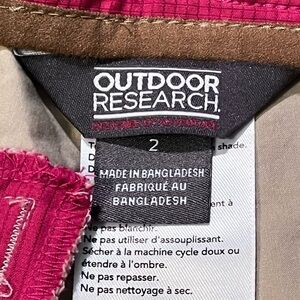 OUTDOOR
RESEARCH
2
shade.
MADE IN BANGLADESH
FABRIQUÉ AU
BANGLADESH
Ne pas blanchir.
Ne pas utiliser d'assouplissant.
Sécher à la machine cycle doux ou
étendre à l'ombre.
Ne pas repasser.
Ne pas nettoyage à sec.